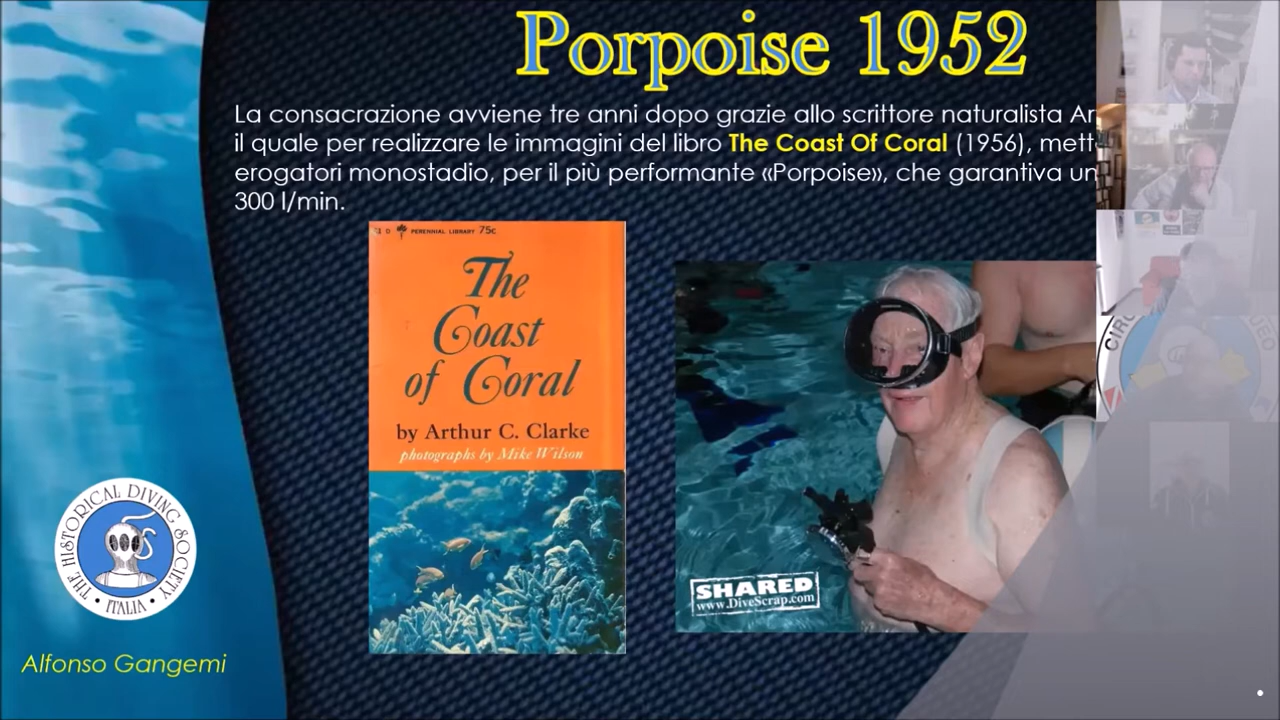 Porpoise 1952
La consacrazione avviene tre anni dopo grazie allo scrittore naturalista Ar
il quale per realizzare le immagini del libro The Coast Of Coral (1956), mett
erogatori monostadio, per il più performante «Porpoise», che garantiva un
300 l/min.
PERENNIAL LIBRARY 75c
The
Coast
of Coral
by Arthur C. Clarke
photographs by Mike Wilson
SHARED
www.DiveScrap.com
THE HISTORICAL DIVING SOCIETY
• ITALIA •
Alfonso Gangemi